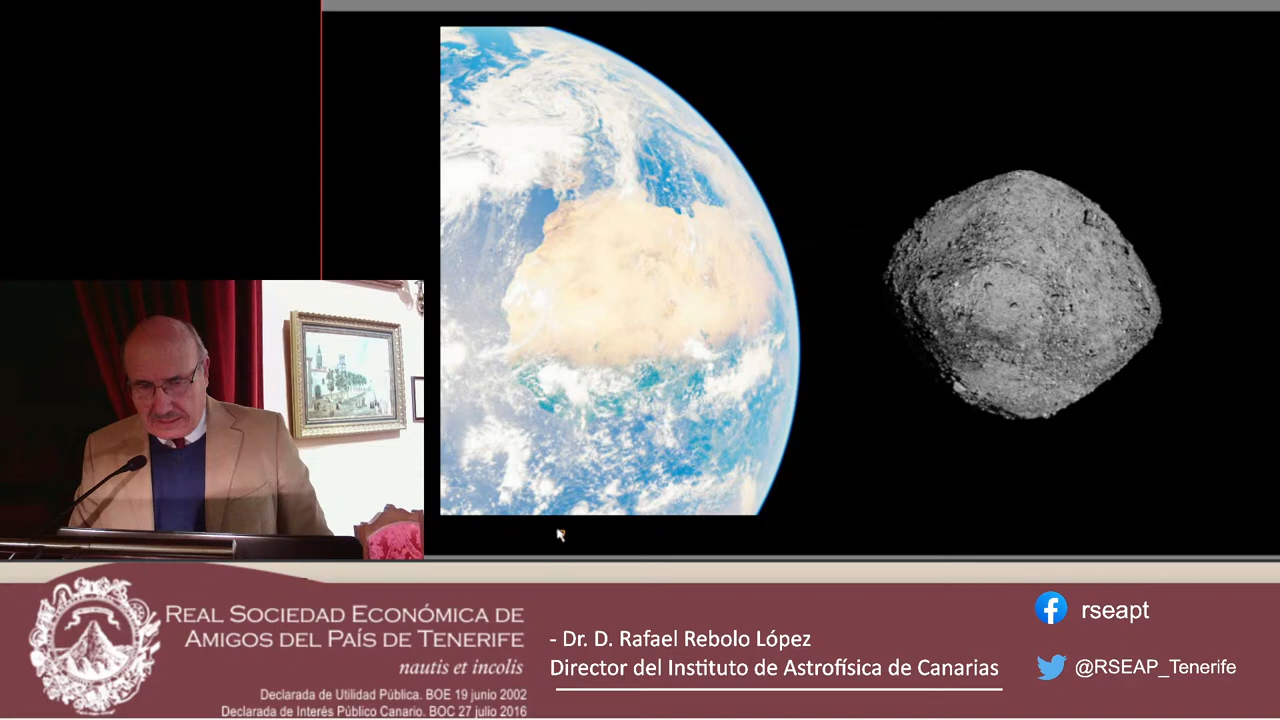 REAL SOCIEDAD ECONÓMICA DE
AMIGOS DEL PAÍS DE TENERIFE
nautis et incolis
Declarada de Utilidad Pública. BOE 19 junio 2002
Declarada de Interés Público Canario. BOC 27 julio 2016
- Dr. D. Rafael Rebolo López
Director del Instituto de Astrofísica de Canarias
rseapt
@RSEAP_Tenerife